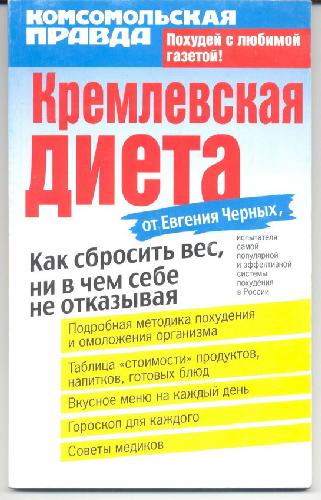 КОМСОМОЛЬСКАЯ
ПРАВДА
Похудей с любимой
газетой!
Кремлевская
диета
от Евгения Черных,
испытателя
самой
популярной
и эффективной
системы
похудения
в России
Как сбросить вес,
ни в чем себе
не отказывая
Подробная методика похудения
и омоложения организма
Таблица «стоимости» продуктов,
напитков, готовых блюд
Вкусное меню на каждый день
Гороскоп для каждого
Советы медиков